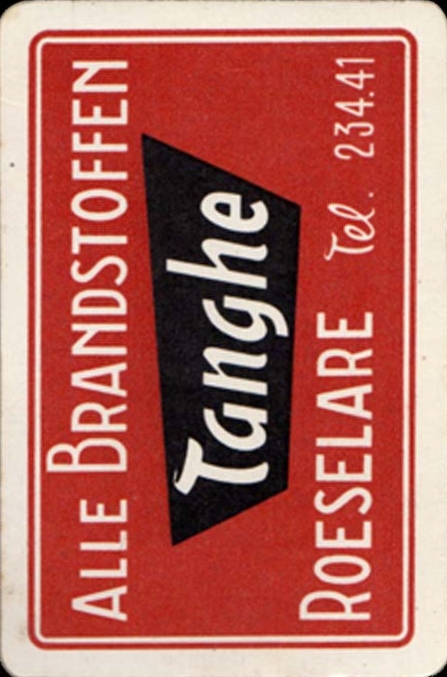 ALLE BRANDSTOFFEN
Tanghe
ROESELARE Tel. 234.41